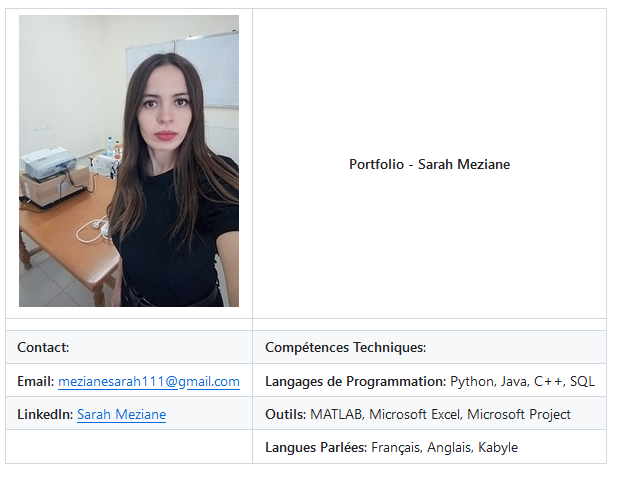 Portfolio - Sarah Meziane
Contact: Compétences Techniques:
Email: mezianesarah111@gmail.com Langages de Programmation: Python, Java, C++, SQL
LinkedIn: Sarah Meziane Outils: MATLAB, Microsoft Excel, Microsoft Project
Langues Parlées: Français, Anglais, Kabyle